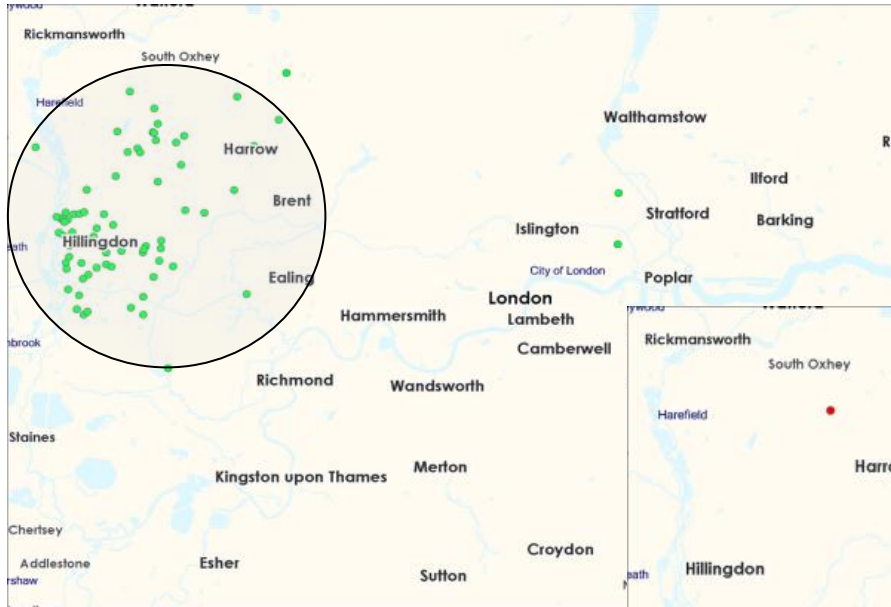 Rickmansworth
South Oxhey
Harefield
Walthamstow
Harrow
Ilford
Brent
Stratford
Barking
Islington
Hillingdon
City of London
Ealing
Poplar
London
Hammersmith
Lambeth
Camberwell
Richmond
Wandsworth
Staines
Merton
Kingston upon Thames
Chertsey
Croydon
Addlestone
Esher
Sutton
Rickmansworth
South Oxhey
Harefield
Harro
Hillingdon